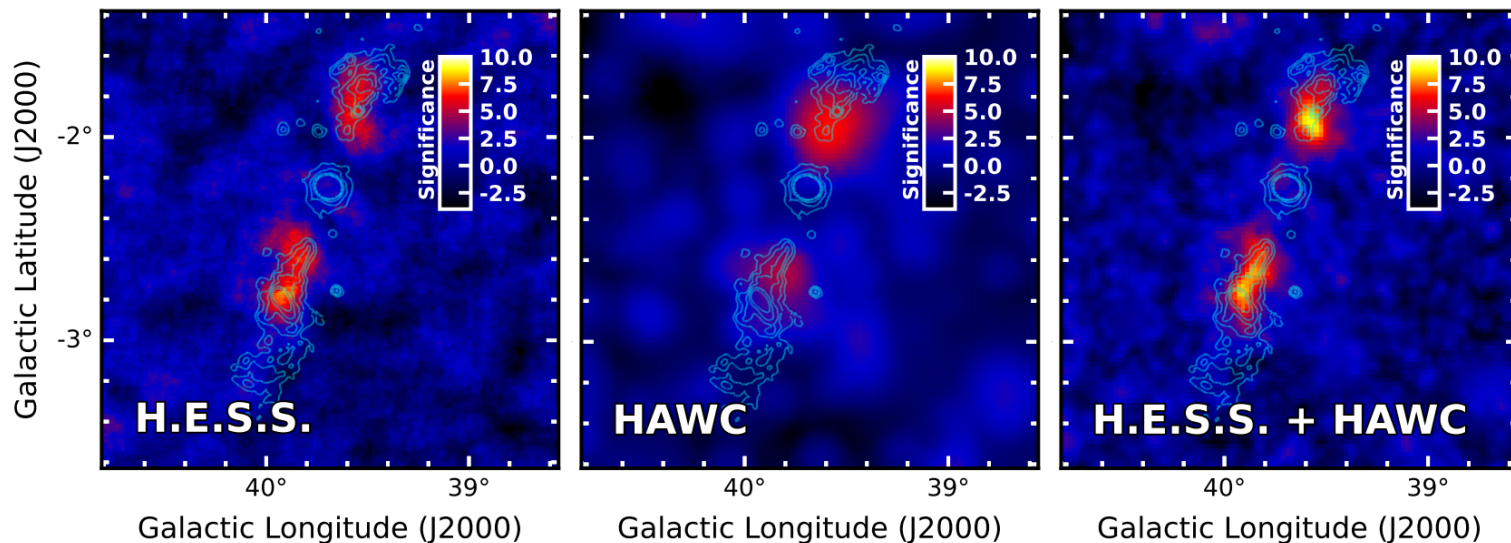 Galactic Latitude (J2000)
-2°
-3°
Significance
10.0
7.5
5.0
2.5
0.0
-2.5
H.E.S.S.
40°
39°
Galactic Longitude (J2000)
Significance
10.0
7.5
5.0
2.5
0.0
-2.5
HAWC
40°
39°
Galactic Longitude (J2000)
Significance
10.0
7.5
5.0
2.5
0.0
-2.5
H.E.S.S. + HAWC
40°
39°
Galactic Longitude (J2000)